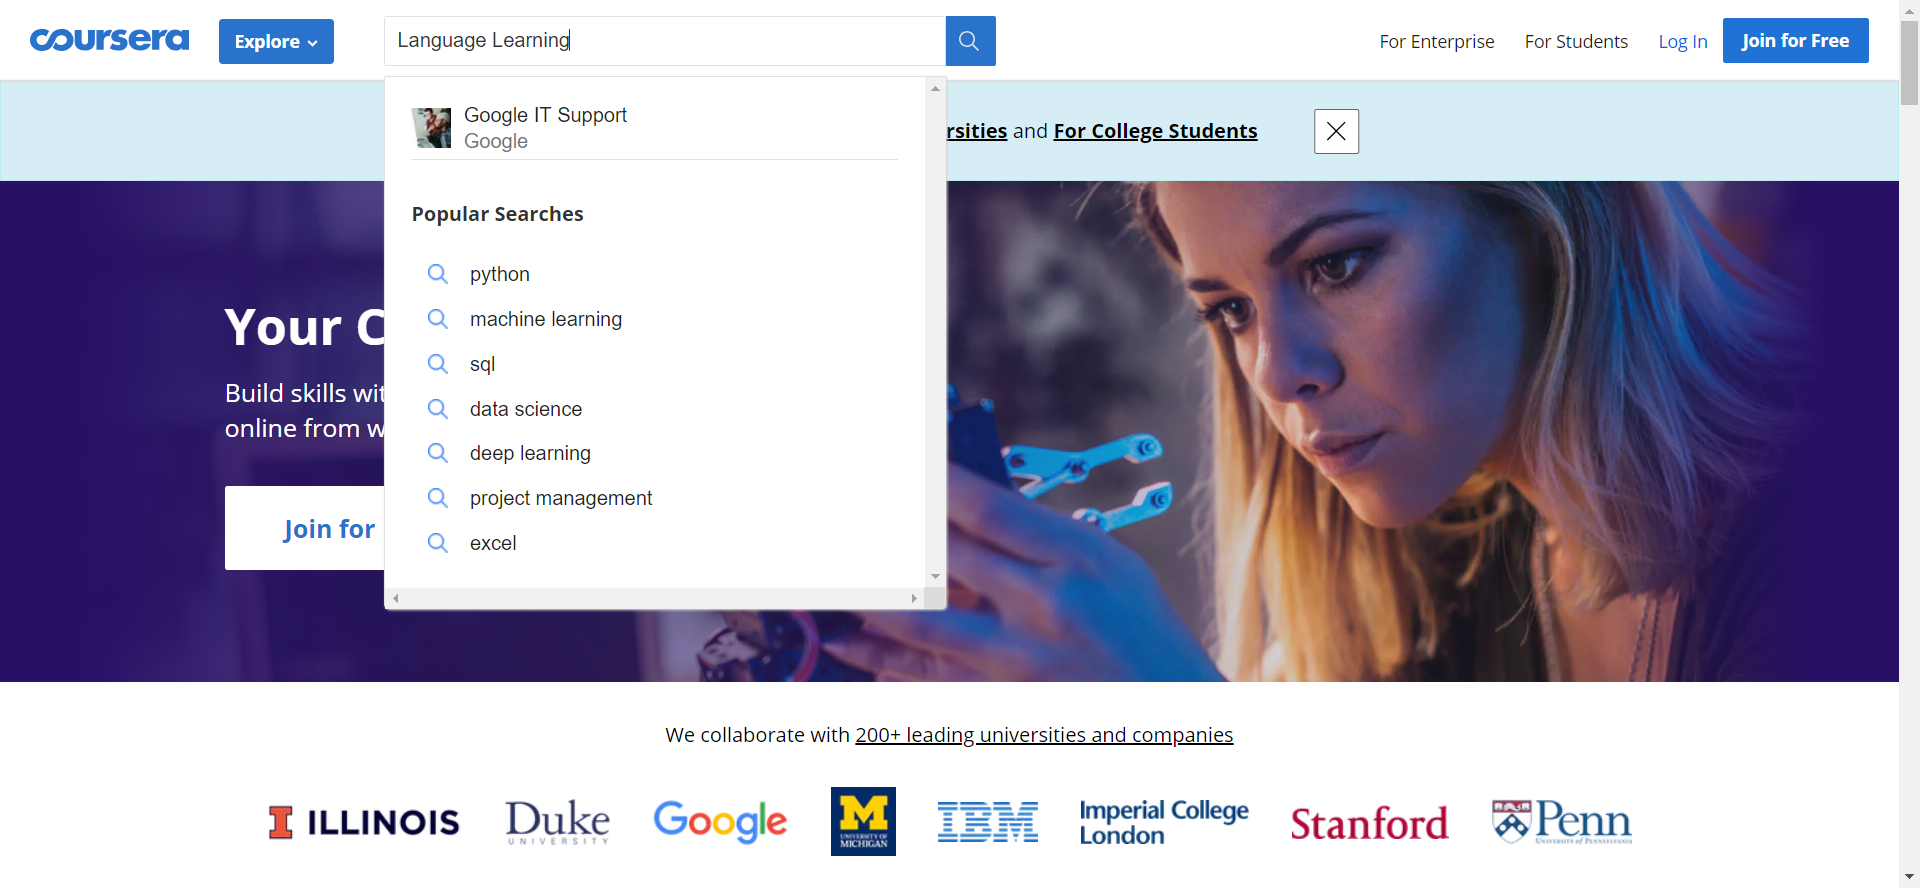 coursera
Explore
Language Learning
For Enterprise
For Students
Log In
Join for Free
Google IT Support
Google
rsities and For College Students
Popular Searches
python
machine learning
sql
data science
deep learning
project management
excel
Your C
Build skills wit
online from w
Join for
We collaborate with 200+ leading universities and companies
I ILLINOIS
Duke
UNIVERSITY
Google
M
UNIVERSITY OF
MICHIGAN
IBM
Imperial College
London
Stanford
Penn
UNIVERSITY OF PENNSYLVANIA